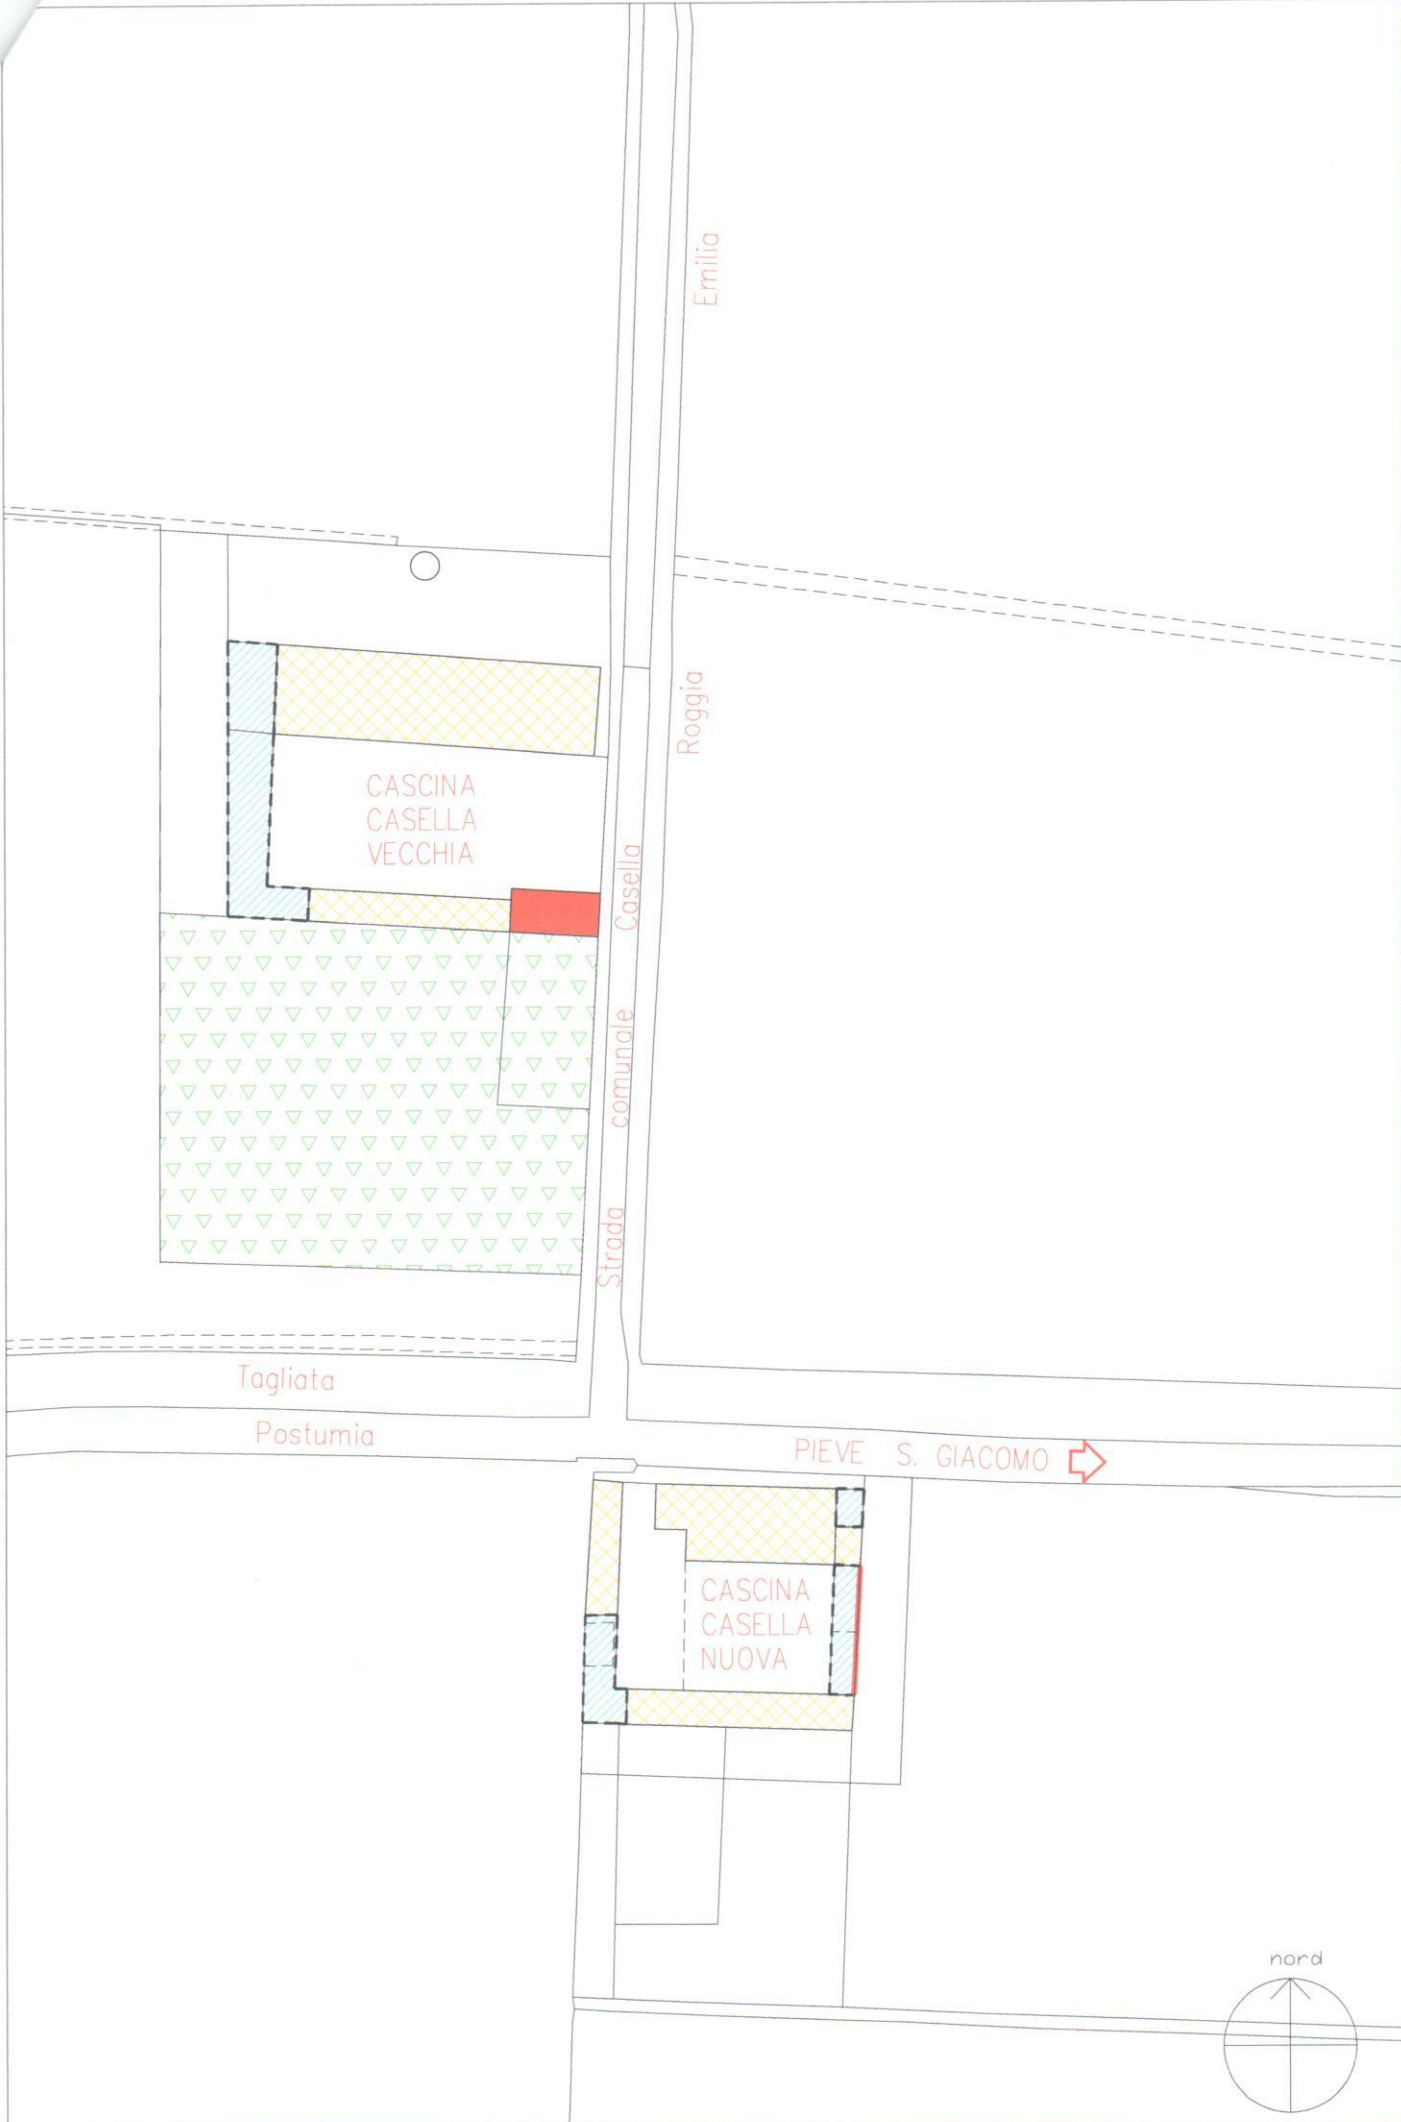 Emilia
Roggia
CASCINA
CASELLA
VECCHIA
Strada comunale Casella
Tagliata
Postumia
PIEVE S. GIACOMO
CASCINA
CASELLA
NUOVA
nord